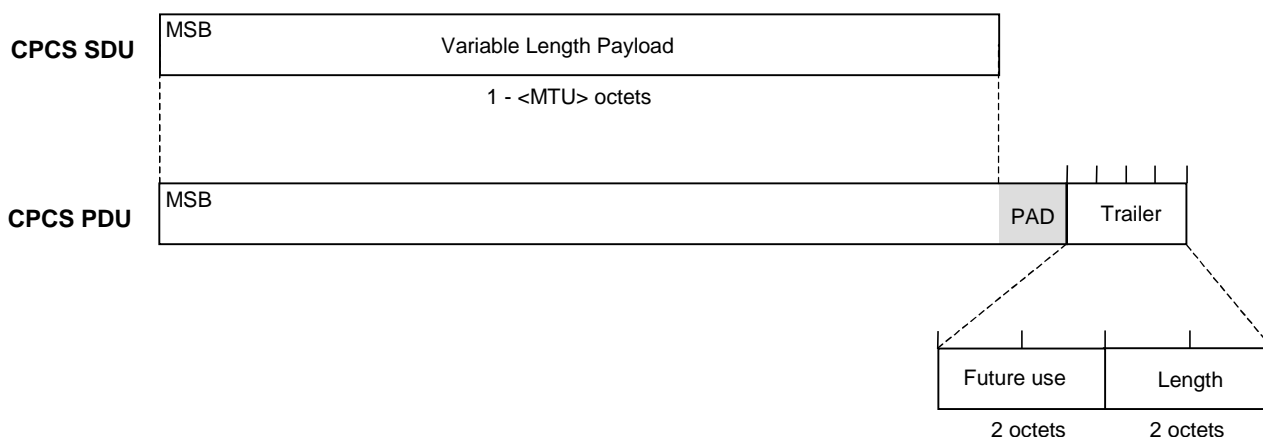 MSB
CPCS SDU
Variable Length Payload
1 - <MTU> octets
MSB
CPCS PDU
PAD
Trailer
Future use
Length
2 octets
2 octets